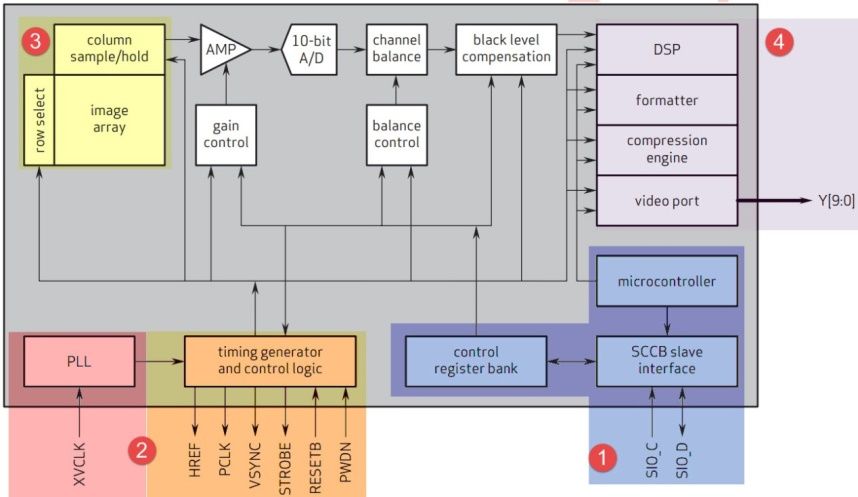 3
column
sample/hold
AMP
10-bit
A/D
channel
balance
black level
compensation
DSP
4
row select
image
array
gain
control
balance
control
formatter
compression
engine
video port
Y[9:0]
microcontroller
PLL
timing generator
and control logic
control
register bank
SCCB slave
interface
XVCLK
2
HREF
PCLK
VSYNC
STROBE
RESETB
PWDN
1
SIO_C
SIO_D